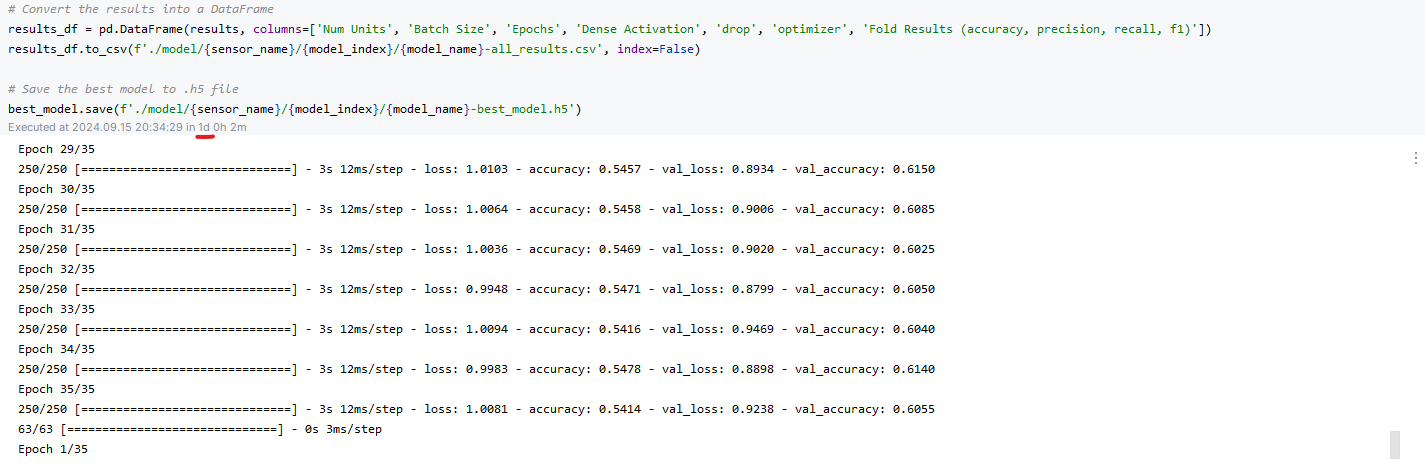 # Convert the results into a DataFrame
results_df = pd.DataFrame(results, columns=['Num Units', 'Batch Size', 'Epochs', 'Dense Activation', 'drop', 'optimizer', 'Fold Results (accuracy, precision, recall, f1)'])
results_df.to_csv(f'./model/{sensor_name}/{model_index}/{model_name}-all_results.csv', index=False)
# Save the best model to .h5 file
best_model.save(f'./model/{sensor_name}/{model_index}/{model_name}-best_model.h5')
Executed at 2024.09.15 20:34:29 in 1d 0h 2m
Epoch 29/35
250/250 [==============================] - 3s 12ms/step - loss: 1.0103 - accuracy: 0.5457 - val_loss: 0.8934 - val_accuracy: 0.6150
Epoch 30/35
250/250 [==============================] - 3s 12ms/step - loss: 1.0064 - accuracy: 0.5458 - val_loss: 0.9006 - val_accuracy: 0.6085
Epoch 31/35
250/250 [==============================] - 3s 12ms/step - loss: 1.0036 - accuracy: 0.5469 - val_loss: 0.9020 - val_accuracy: 0.6025
Epoch 32/35
250/250 [==============================] - 3s 12ms/step - loss: 0.9948 - accuracy: 0.5471 - val_loss: 0.8799 - val_accuracy: 0.6050
Epoch 33/35
250/250 [==============================] - 3s 12ms/step - loss: 1.0094 - accuracy: 0.5416 - val_loss: 0.9469 - val_accuracy: 0.6040
Epoch 34/35
250/250 [==============================] - 3s 12ms/step - loss: 0.9983 - accuracy: 0.5478 - val_loss: 0.8898 - val_accuracy: 0.6140
Epoch 35/35
250/250 [==============================] - 3s 12ms/step - loss: 1.0081 - accuracy: 0.5414 - val_loss: 0.9238 - val_accuracy: 0.6055
63/63 [==============================] - 0s 3ms/step
Epoch 1/35